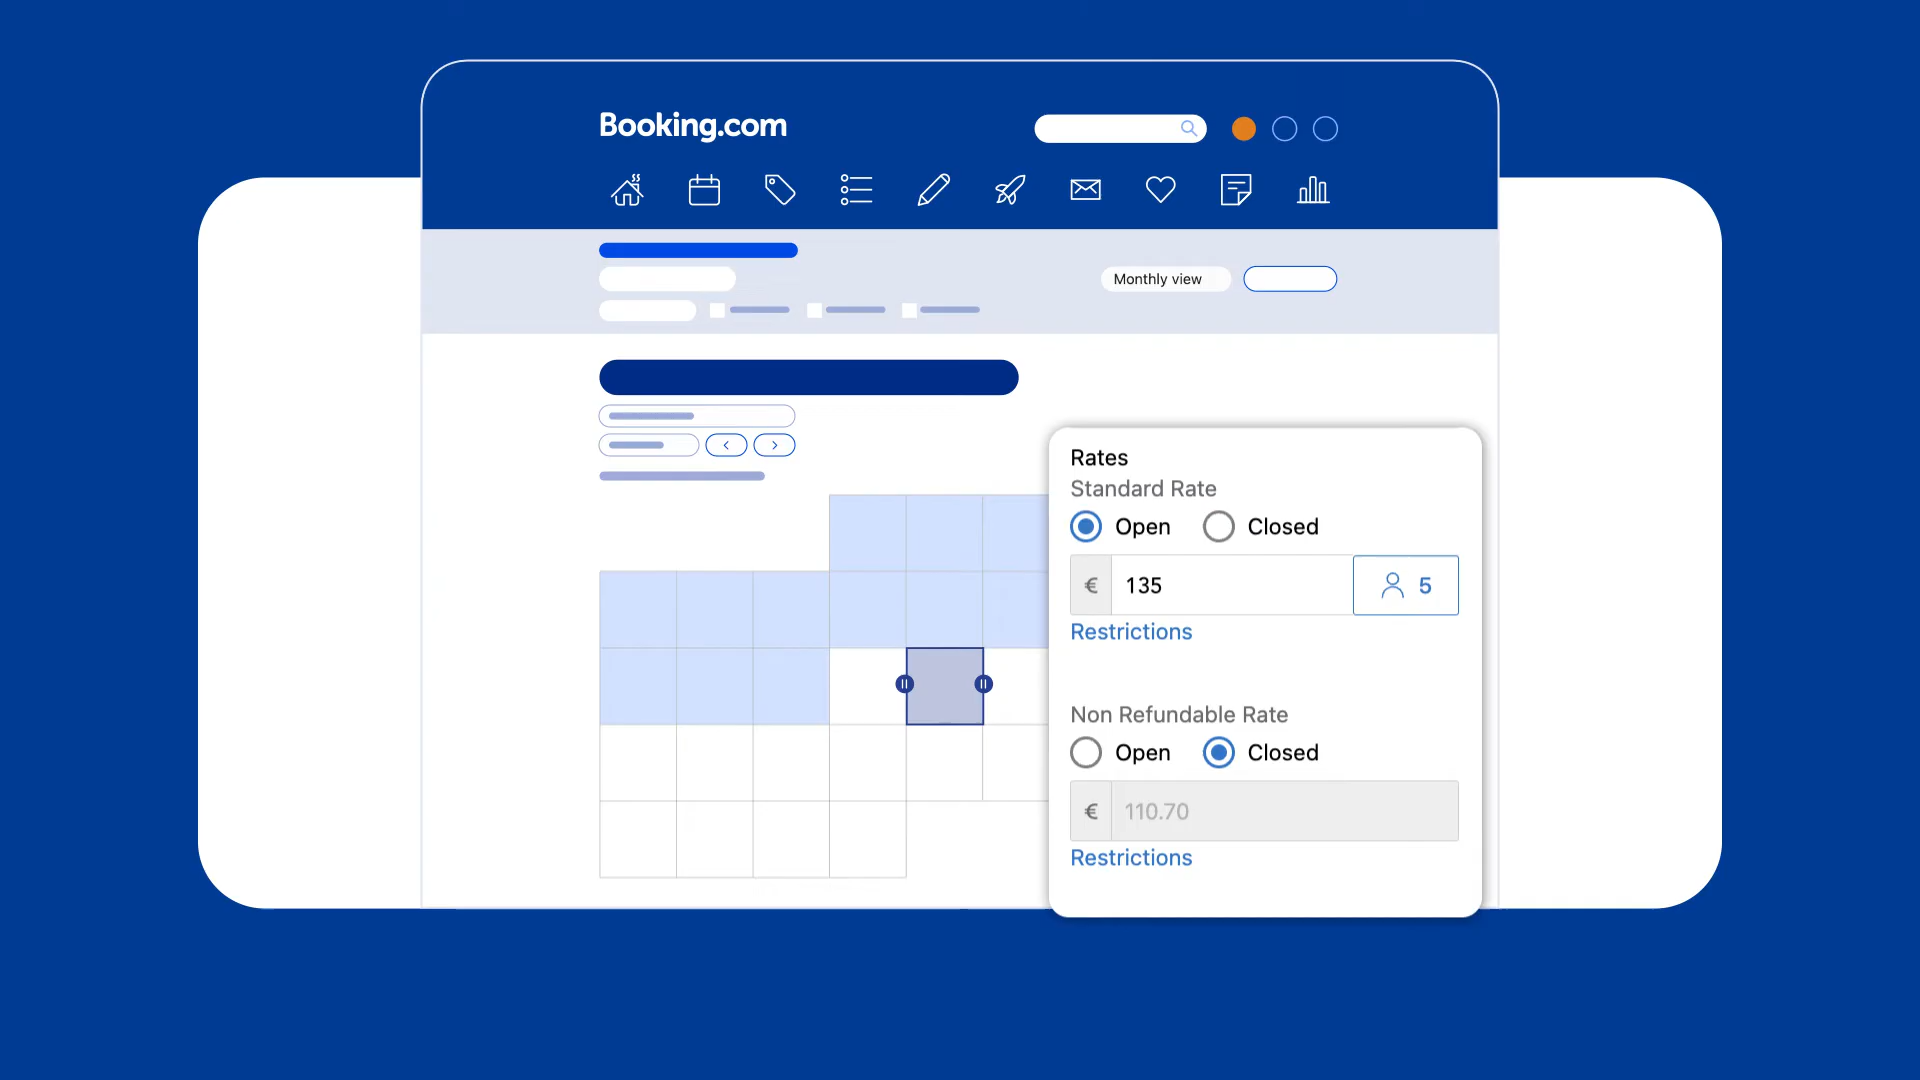 Booking.com
Monthly view
Rates
Standard Rate
Open Closed
€ 135 5
Restrictions
Non Refundable Rate
Open Closed
€ 110.70
Restrictions